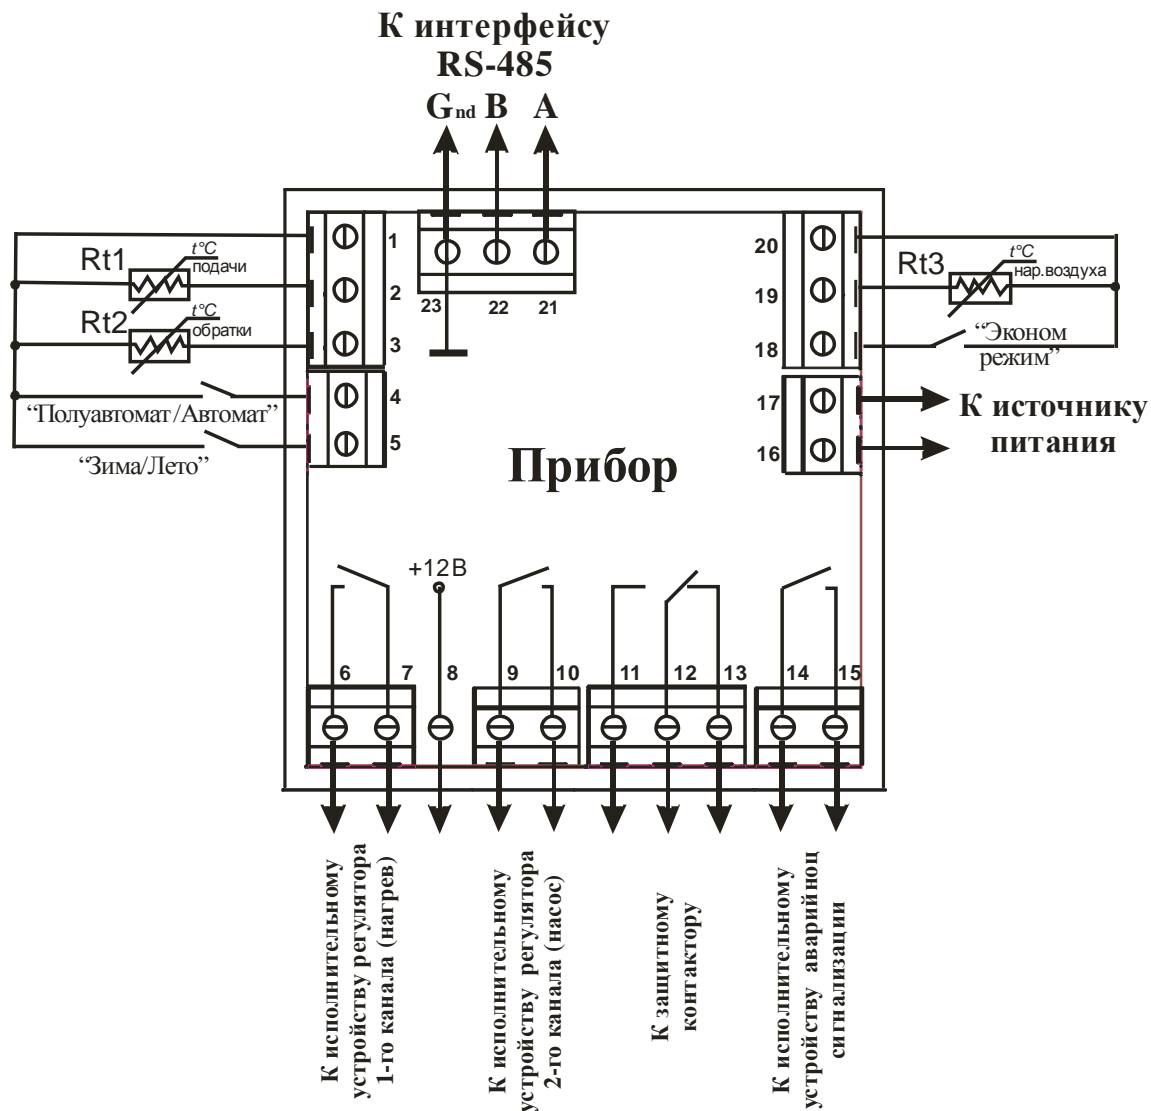 К интерфейсу
RS-485
Gnd B A
1
Rt1 t°C
подачи
2
Rt2 t°C
обратки
3
4
“Полуавтомат/Автомат”
5
“Зима/Лето”
23 22 21
20
Rt3 t°C
нар.воздуха
19
18
“Эконом
режим”
17
16
К источнику
питания
Прибор
+12В
6 7 8 9 10 11 12 13 14 15
К исполнительному
устройству регулятора
1-го канала (нагрев)
К исполнительному
устройству регулятора
2-го канала (насос)
К защитному
контактору
К исполнительному
устройству аварийноц
сигнализации